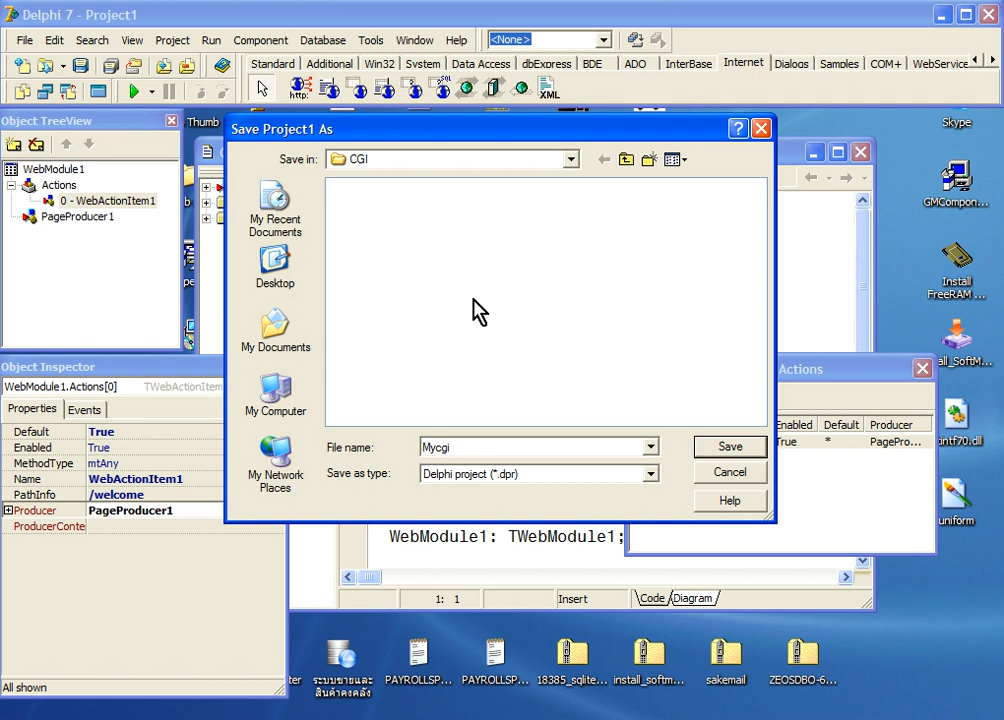 Delphi 7 - Project1
File Edit Search View Project Run Component Database Tools Window Help <None>
Standard Additional Win32 System Data Access dbExpress BDE ADO InterBase Internet Dialogs Samples COM+ WebService
http:
SQL
XML
Object TreeView
WebModule1
Actions
0 - WebActionItem1
PageProducer1
Thumb
Save Project1 As
Save in: CGI
My Recent
Documents
Desktop
My Documents
My Computer
My Network
Places
File name: Mycgi
Save as type: Delphi project (*.dpr)
Save
Cancel
Help
Skype
GMCompon...
Install
FreeRAM ...
all_SoftM...
intf70.dll
uniform
Object Inspector
WebModule1.Actions[0] TWebActionItem
Properties Events
Default True
Enabled True
MethodType mtAny
Name WebActionItem1
PathInfo /welcome
Producer PageProducer1
ProducerConte
All shown
Actions
Enabled Default Producer
True * PagePro...
WebModule1: TWebModule1;
1: 1 Insert Code Diagram
ter
ระบบขายและ
สินค้าคงคลัง
PAYROLLSP...
PAYROLLSP...
18385_sqlite...
install_softm...
sakemail
ZEOSDBO-6...